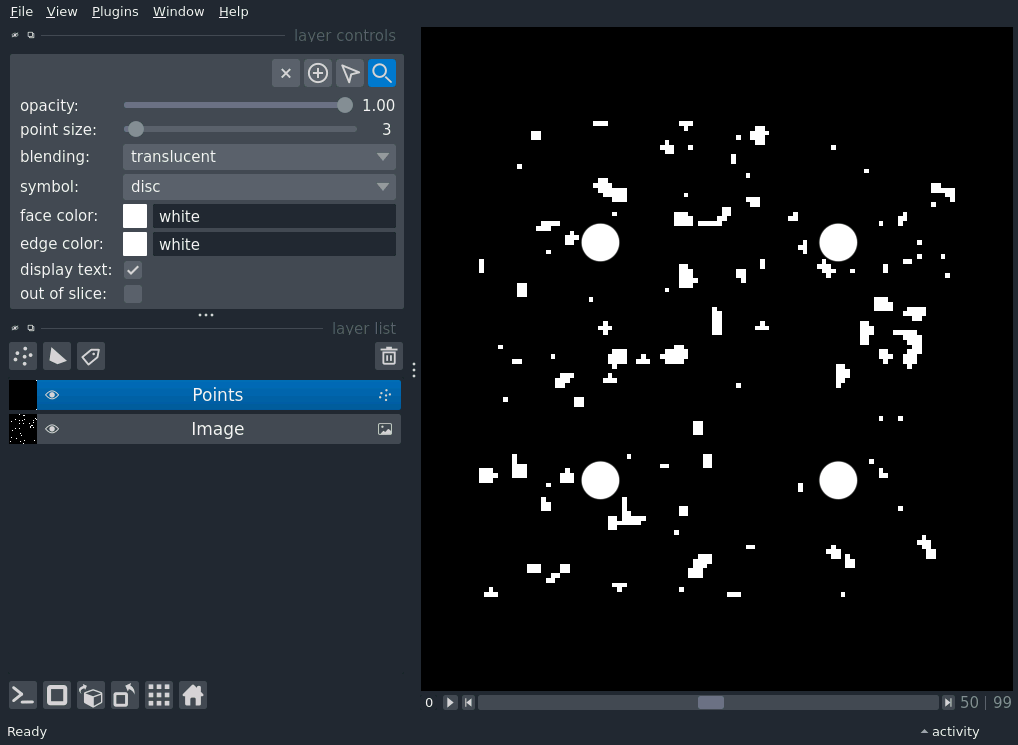 File View Plugins Window Help
layer controls
opacity: 1.00
point size: 3
blending: translucent
symbol: disc
face color: white
edge color: white
display text:
out of slice:
layer list
Points
Image
0 50 | 99
Ready activity